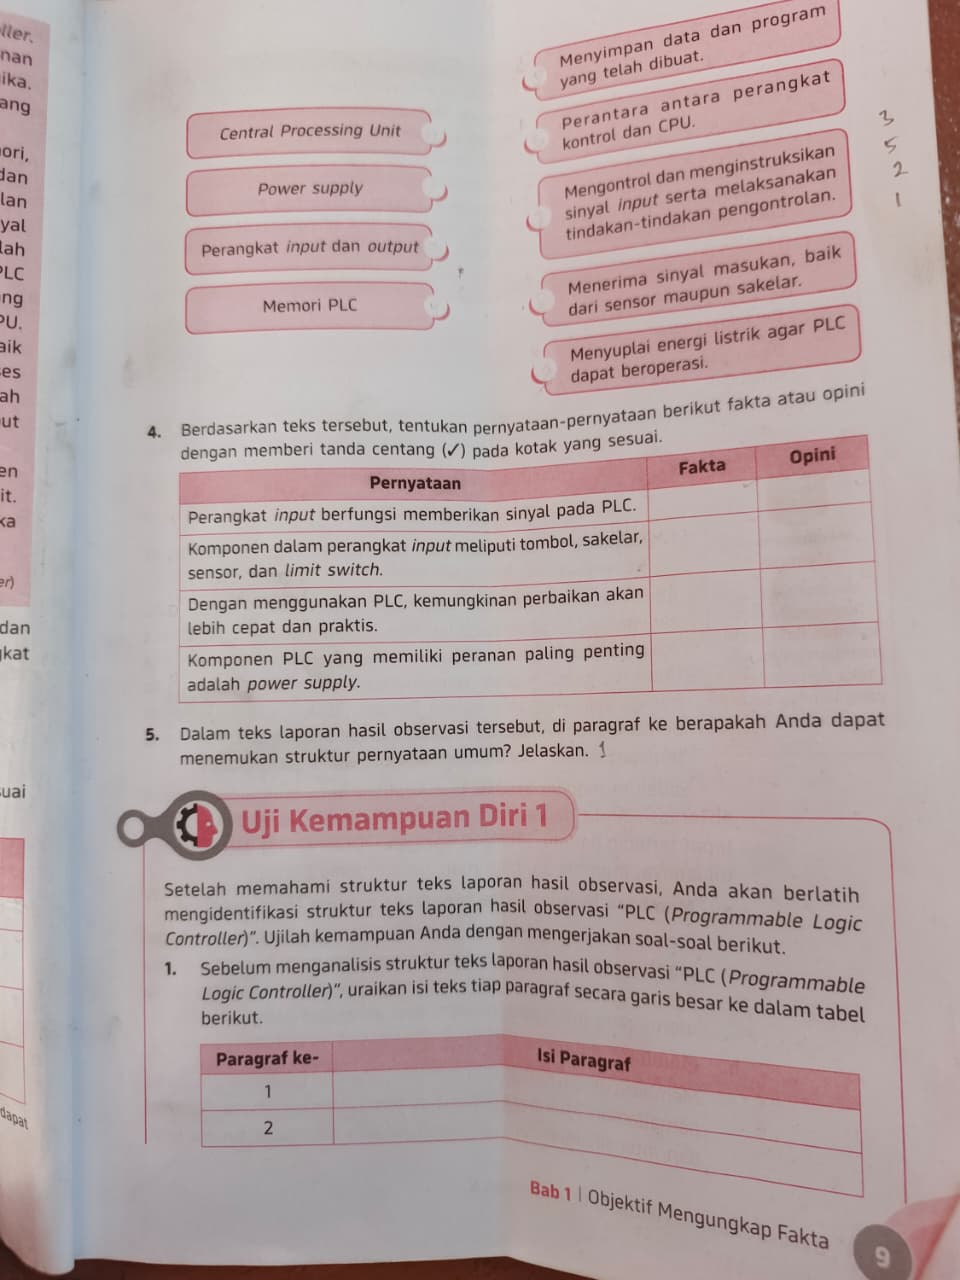 ller.
nan
ika.
ang
ori,
dan
lan
yal
lah
PLC
ng
PU.
aik
es
ah
ut
en
it.
ka
er)
dan
gkat
suai
dapat
Central Processing Unit
Power supply
Perangkat input dan output
Memori PLC
Menyimpan data dan program
yang telah dibuat.
Perantara antara perangkat
kontrol dan CPU.
Mengontrol dan menginstruksikan
sinyal input serta melaksanakan
tindakan-tindakan pengontrolan.
Menerima sinyal masukan, baik
dari sensor maupun sakelar.
Menyuplai energi listrik agar PLC
dapat beroperasi.
3
5
2
1
4. Berdasarkan teks tersebut, tentukan pernyataan-pernyataan berikut fakta atau opini
dengan memberi tanda centang (✓) pada kotak yang sesuai.
Pernyataan Fakta Opini
Perangkat input berfungsi memberikan sinyal pada PLC.
Komponen dalam perangkat input meliputi tombol, sakelar,
sensor, dan limit switch.
Dengan menggunakan PLC, kemungkinan perbaikan akan
lebih cepat dan praktis.
Komponen PLC yang memiliki peranan paling penting
adalah power supply.
5. Dalam teks laporan hasil observasi tersebut, di paragraf ke berapakah Anda dapat
menemukan struktur pernyataan umum? Jelaskan. 1
Uji Kemampuan Diri 1
Setelah memahami struktur teks laporan hasil observasi, Anda akan berlatih
mengidentifikasi struktur teks laporan hasil observasi “PLC (Programmable Logic
Controller)”. Ujilah kemampuan Anda dengan mengerjakan soal-soal berikut.
1. Sebelum menganalisis struktur teks laporan hasil observasi “PLC (Programmable
Logic Controller)”, uraikan isi teks tiap paragraf secara garis besar ke dalam tabel
berikut.
Paragraf ke- Isi Paragraf
1
2
Bab 1 | Objektif Mengungkap Fakta
9